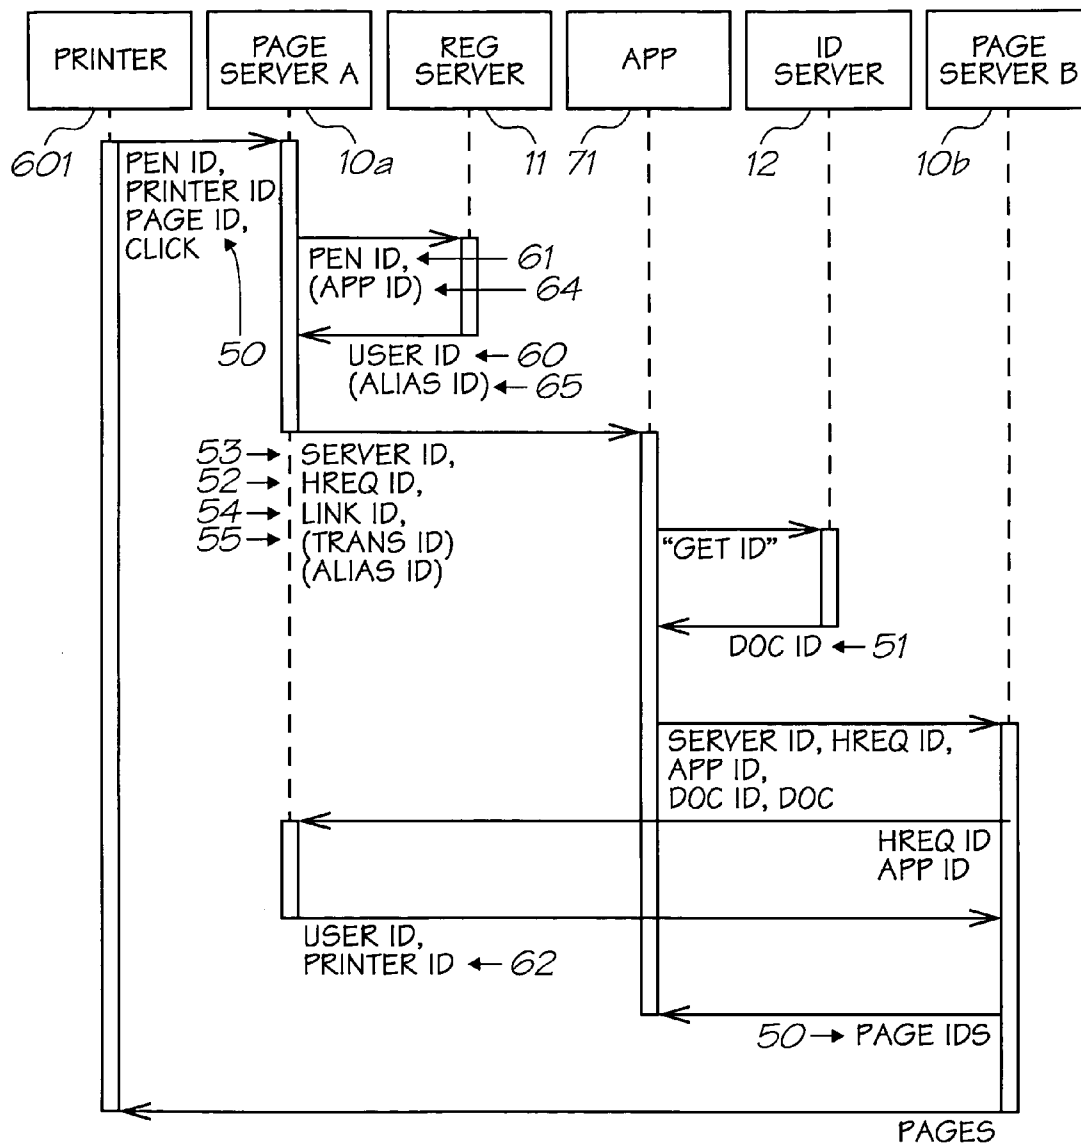 PRINTER
PAGE
SERVER A
REG
SERVER
APP
ID
SERVER
PAGE
SERVER B
601
10a
11
71
12
10b
PEN ID,
PRINTER ID
PAGE ID,
CLICK
50
PEN ID,
61
(APP ID)
64
USER ID
60
(ALIAS ID)
65
53
SERVER ID,
52
HREQ ID,
54
LINK ID,
55
(TRANS ID)
(ALIAS ID)
"GET ID"
DOC ID
51
SERVER ID, HREQ ID,
APP ID,
DOC ID, DOC
HREQ ID
APP ID
USER ID,
PRINTER ID
62
50
PAGE IDS
PAGES